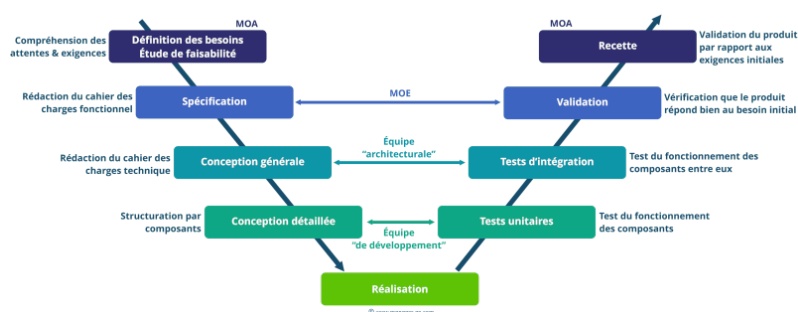 MOA
MOA
Compréhension des
attentes & exigences
Définition des besoins
Étude de faisabilité
Recette
Validation du produit
par rapport aux
exigences initiales
Rédaction du cahier des
charges fonctionnel
Spécification
MOE
Validation
Vérification que le produit
répond bien au besoin initial
Rédaction du cahier des
charges technique
Conception générale
Équipe
“architecturale”
Tests d’intégration
Test du fonctionnement des
composants entre eux
Structuration par
composants
Conception détaillée
Équipe
“de développement”
Tests unitaires
Test du fonctionnement
des composants
Réalisation